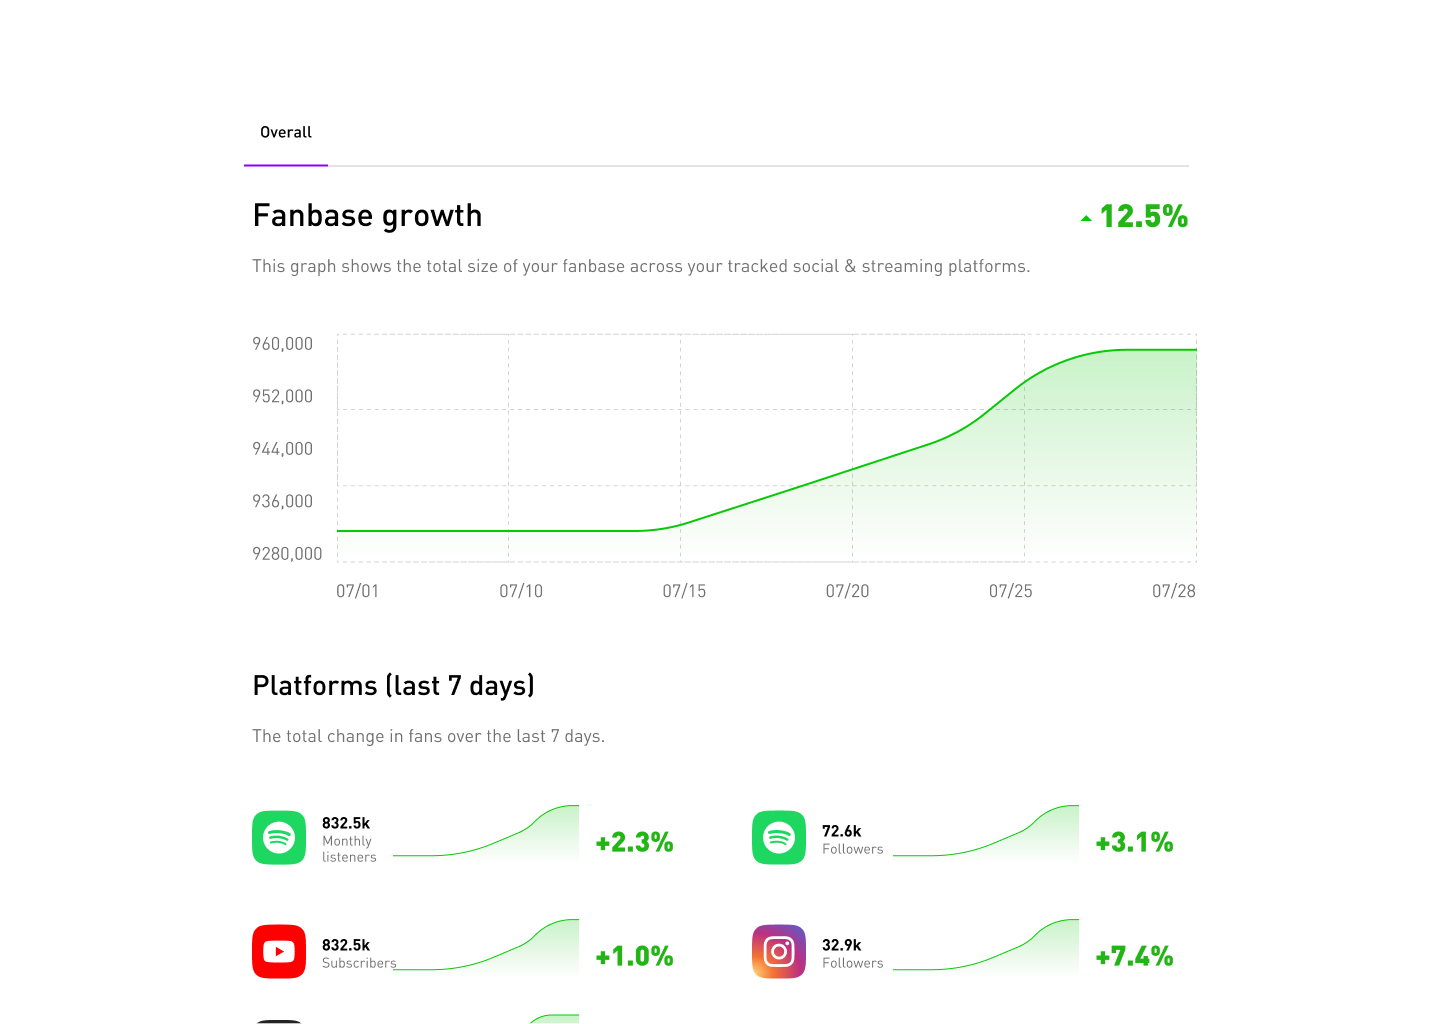 Overall
Fanbase growth
12.5%
This graph shows the total size of your fanbase across your tracked social & streaming platforms.
960,000
952,000
944,000
936,000
9280,000
07/01 07/10 07/15 07/20 07/25 07/28
Platforms (last 7 days)
The total change in fans over the last 7 days.
832.5k
Monthly
listeners
+2.3%
72.6k
Followers
+3.1%
832.5k
Subscribers
+1.0%
32.9k
Followers
+7.4%